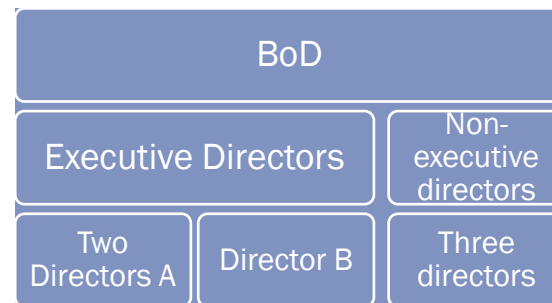 BoD
Executive Directors
Non-
executive
directors
Two
Directors A
Director B
Three
directors